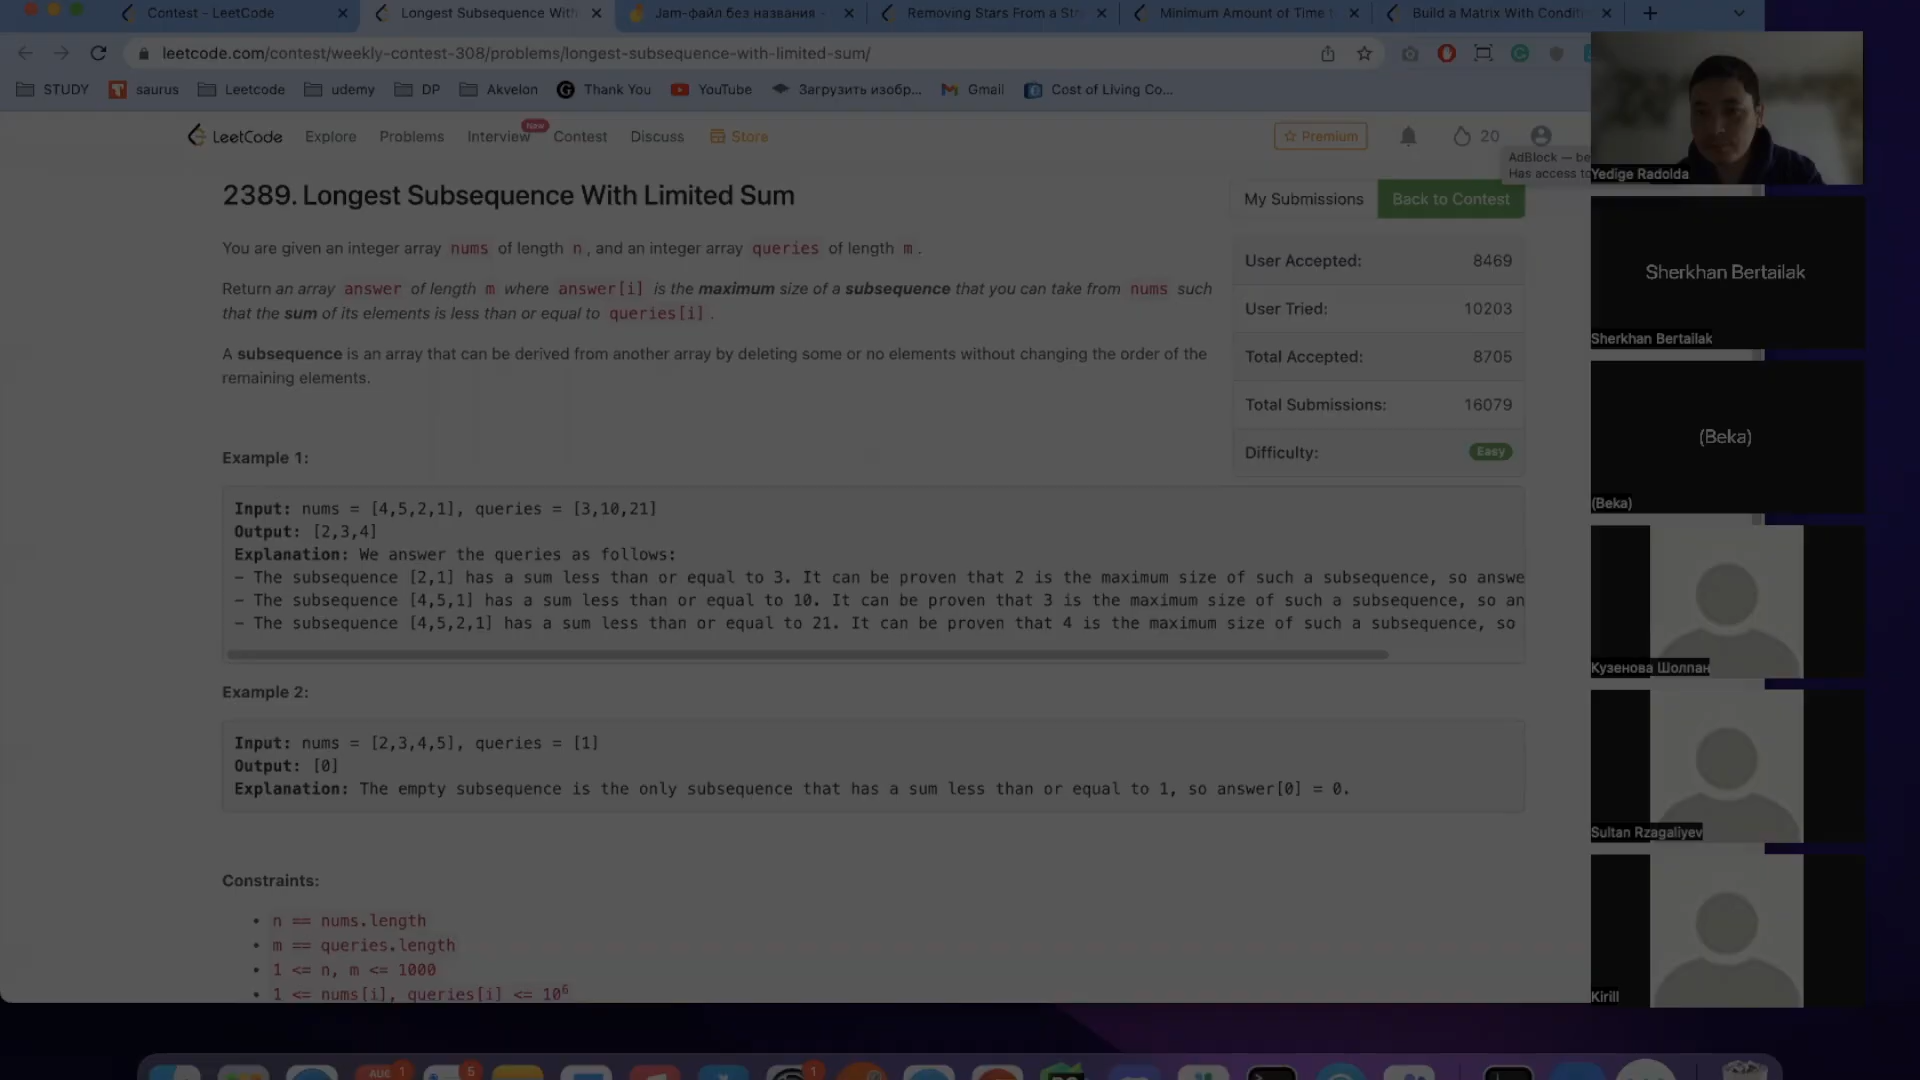 Contest - LeetCode
Longest Subsequence With
Jam-файл без названия -
Removing Stars From a Str
Minimum Amount of Time t
Build a Matrix With Conditi
leetcode.com/contest/weekly-contest-308/problems/longest-subsequence-with-limited-sum/
STUDY
saurus
Leetcode
udemy
DP
Akvelon
Thank You
YouTube
Загрузить изобр...
Gmail
Cost of Living Co...
LeetCode
Explore
Problems
Interview
New
Contest
Discuss
Store
Premium
20
AdBlock — be
Has access to
2389. Longest Subsequence With Limited Sum
My Submissions
Back to Contest
You are given an integer array nums of length n, and an integer array queries of length m.
Return an array answer of length m where answer[i] is the maximum size of a subsequence that you can take from nums such
that the sum of its elements is less than or equal to queries[i].
A subsequence is an array that can be derived from another array by deleting some or no elements without changing the order of the
remaining elements.
User Accepted: 8469
User Tried: 10203
Total Accepted: 8705
Total Submissions: 16079
Difficulty: Easy
Example 1:
Input: nums = [4,5,2,1], queries = [3,10,21]
Output: [2,3,4]
Explanation: We answer the queries as follows:
- The subsequence [2,1] has a sum less than or equal to 3. It can be proven that 2 is the maximum size of such a subsequence, so answe
- The subsequence [4,5,1] has a sum less than or equal to 10. It can be proven that 3 is the maximum size of such a subsequence, so an
- The subsequence [4,5,2,1] has a sum less than or equal to 21. It can be proven that 4 is the maximum size of such a subsequence, so
Example 2:
Input: nums = [2,3,4,5], queries = [1]
Output: [0]
Explanation: The empty subsequence is the only subsequence that has a sum less than or equal to 1, so answer[0] = 0.
Constraints:
• n == nums.length
• m == queries.length
• 1 <= n, m <= 1000
• 1 <= nums[i], queries[i] <= 10⁶
Yedige Radolda
Sherkhan Bertailak
Sherkhan Bertailak
(Beka)
(Beka)
Кузенова Шолпан
Sultan Rzagaliyev
Kirill
AUG
1
5
1